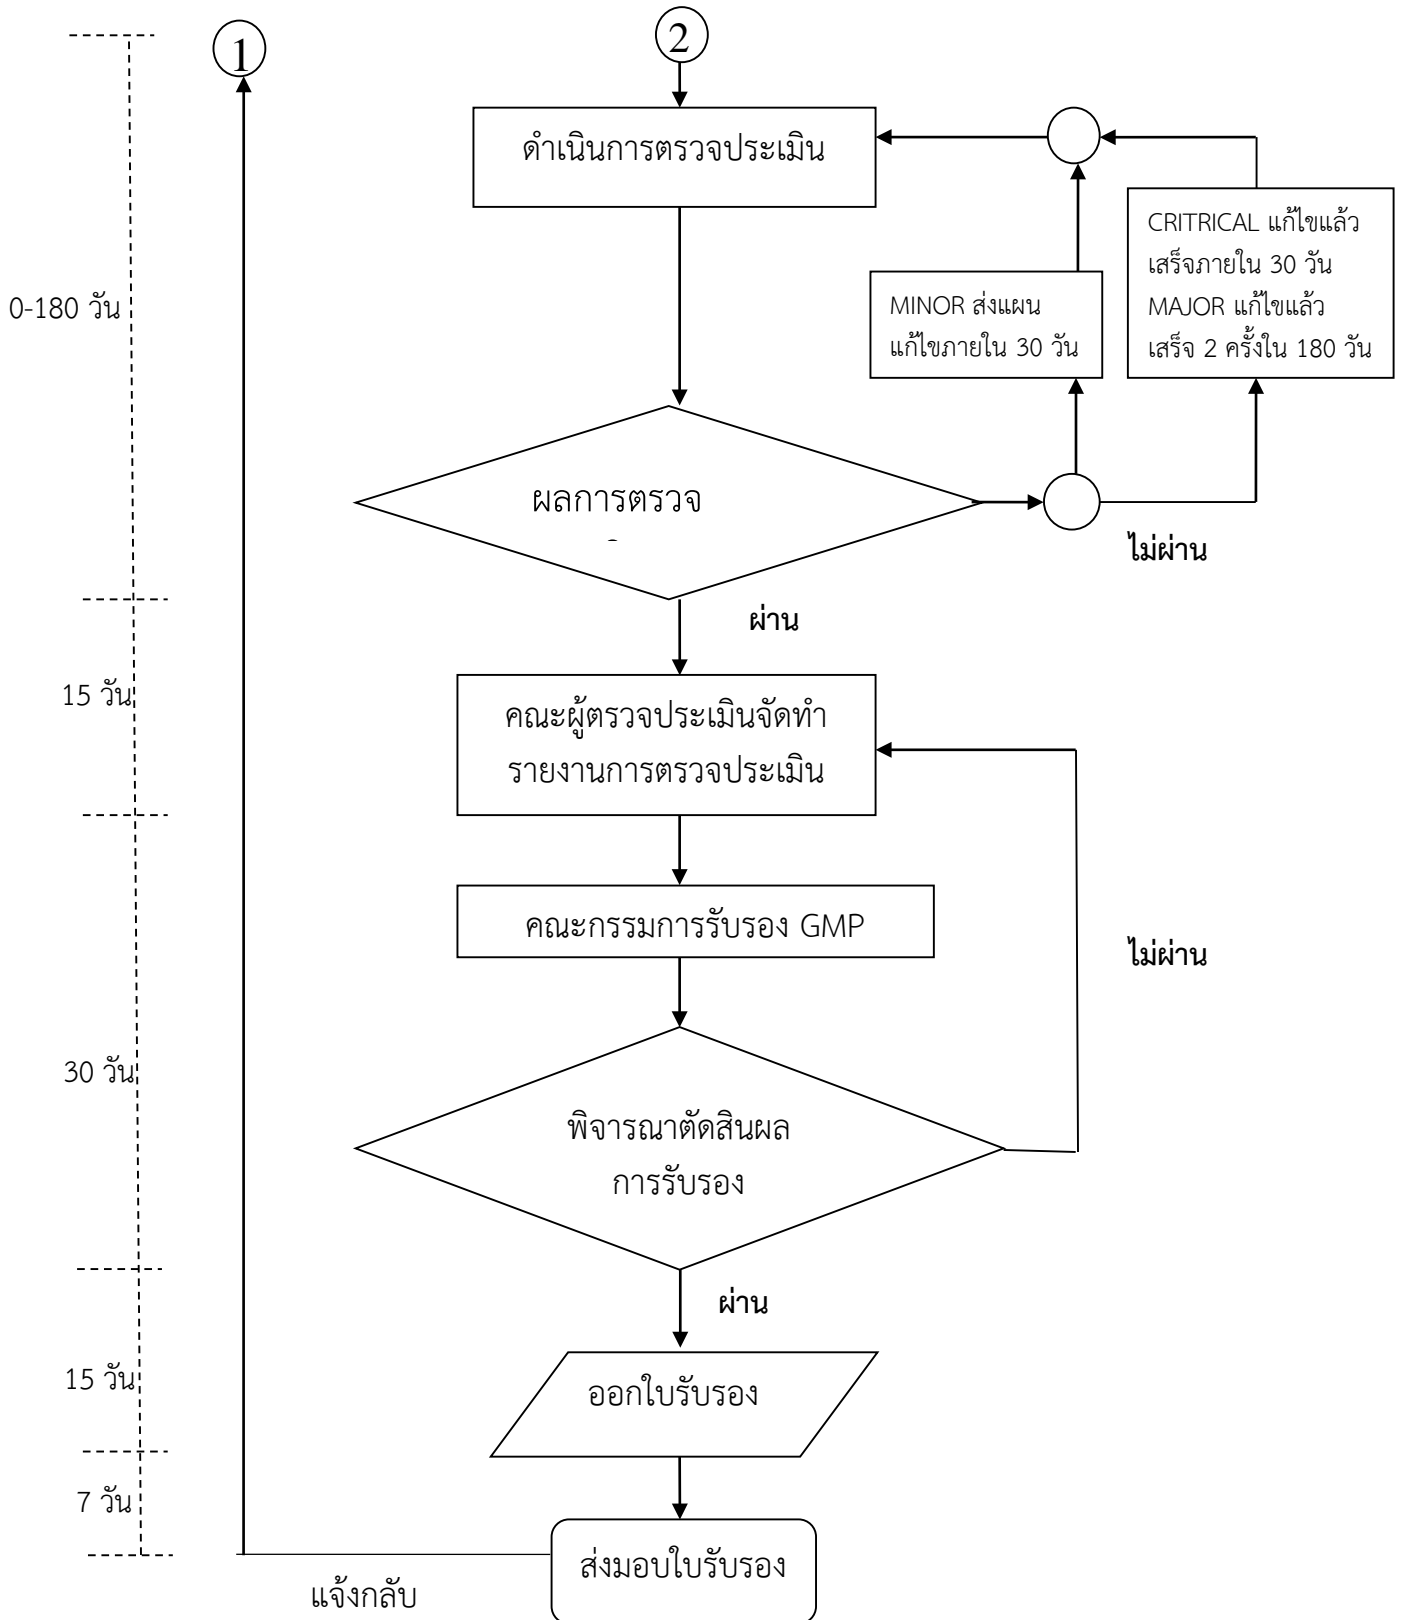 1
2
ดำเนินการตรวจประเมิน
CRITRICAL แก้ไขแล้ว
เสร็จภายใน 30 วัน
MAJOR แก้ไขแล้ว
เสร็จ 2 ครั้งใน 180 วัน
0-180 วัน
MINOR ส่งแผน
แก้ไขภายใน 30 วัน
ผลการตรวจ
ไม่ผ่าน
ผ่าน
15 วัน
คณะผู้ตรวจประเมินจัดทำ
รายงานการตรวจประเมิน
คณะกรรมการรับรอง GMP
ไม่ผ่าน
30 วัน
พิจารณาตัดสินผล
การรับรอง
ผ่าน
15 วัน
ออกใบรับรอง
7 วัน
ส่งมอบใบรับรอง
แจ้งกลับ